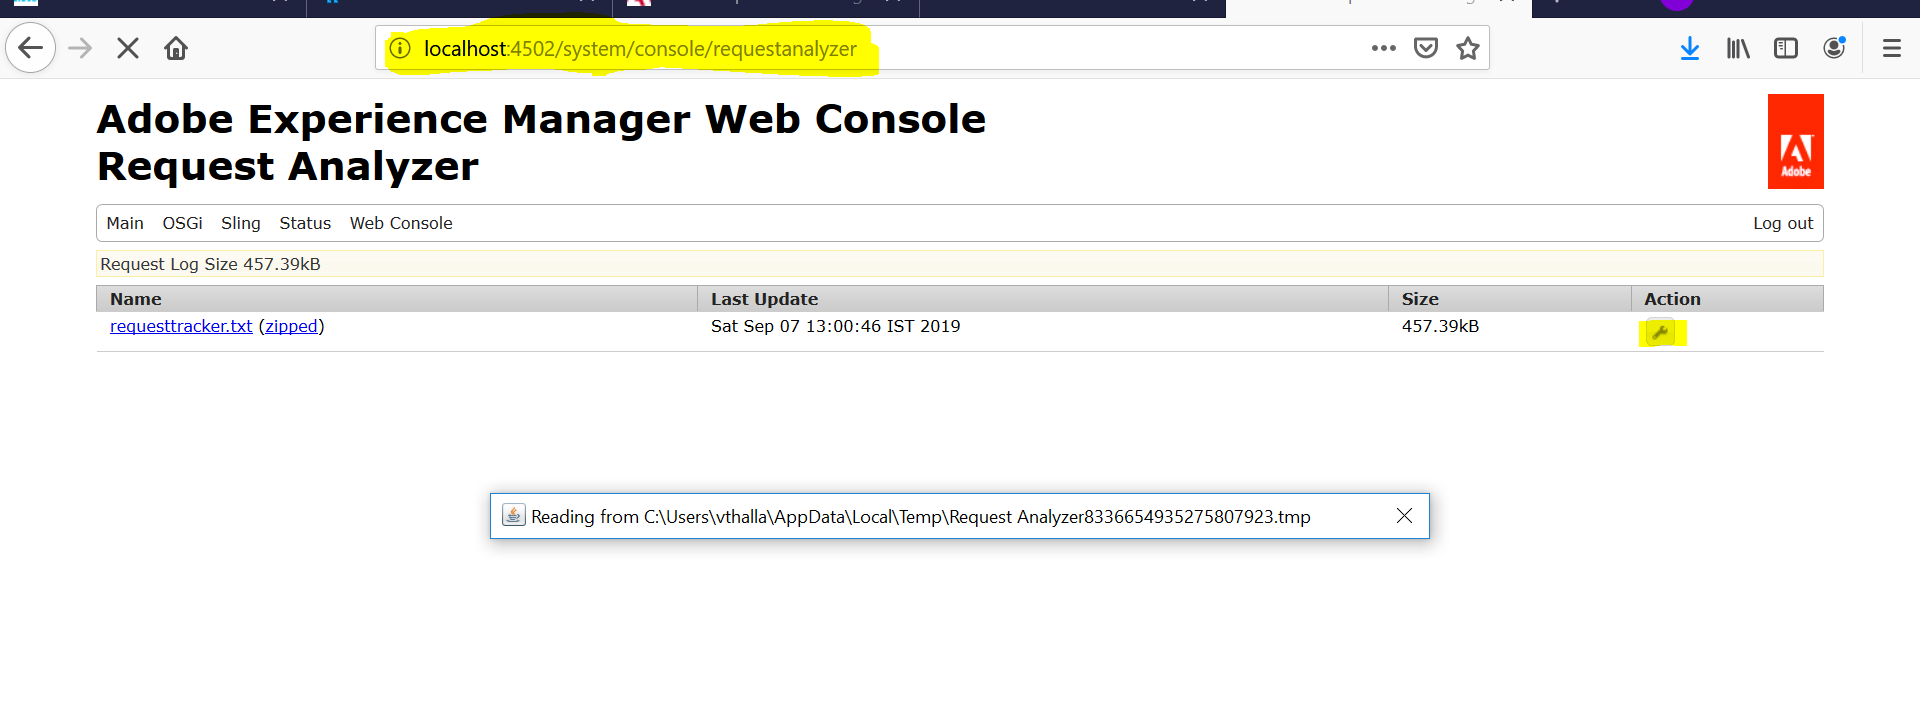 localhost:4502/system/console/requestanalyzer
Adobe Experience Manager Web Console
Request Analyzer
Adobe
Main OSGi Sling Status Web Console Log out
Request Log Size 457.39kB
Name Last Update Size Action
requesttracker.txt (zipped) Sat Sep 07 13:00:46 IST 2019 457.39kB
Reading from C:\Users\vthalla\AppData\Local\Temp\Request Analyzer8336654935275807923.tmp